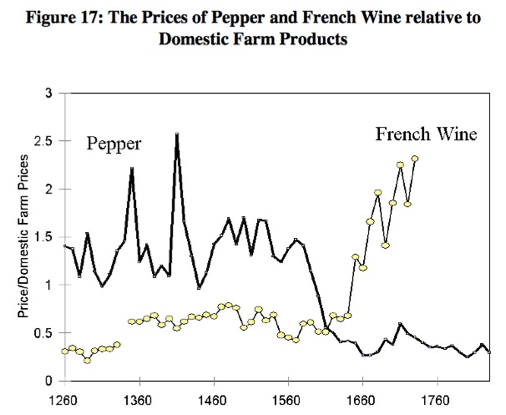 Figure 17: The Prices of Pepper and French Wine relative to
Domestic Farm Products
3
2.5
2
1.5
1
0.5
0
Price/Domestic Farm Prices
Pepper
French Wine
1260 1360 1460 1560 1660 1760